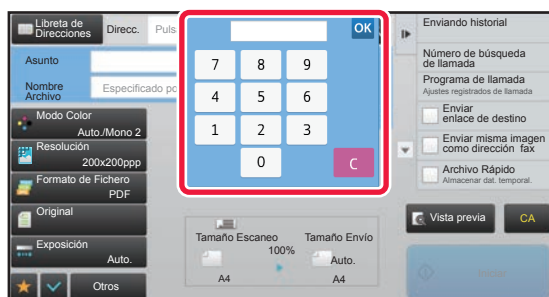 Libreta de
Direcciones
Direcc.
Puls
OK
Enviando historial
Asunto
Número de búsqueda
de llamada
Nombre
Archivo
Especificado po
Programa de llamada
Ajustes registrados de llamada
7 8 9
4 5 6
1 2 3
0 C
Modo Color
Auto./Mono 2
Enviar
enlace de destino
Resolución
200x200ppp
Enviar misma imagen
como dirección fax
Formato de Fichero
PDF
Archivo Rápido
Almacenar dat. temporal.
Original
Vista previa
CA
Tamaño Escaneo
100%
Tamaño Envío
Auto.
A4
A4
Exposición
Auto.
Otros
Iniciar